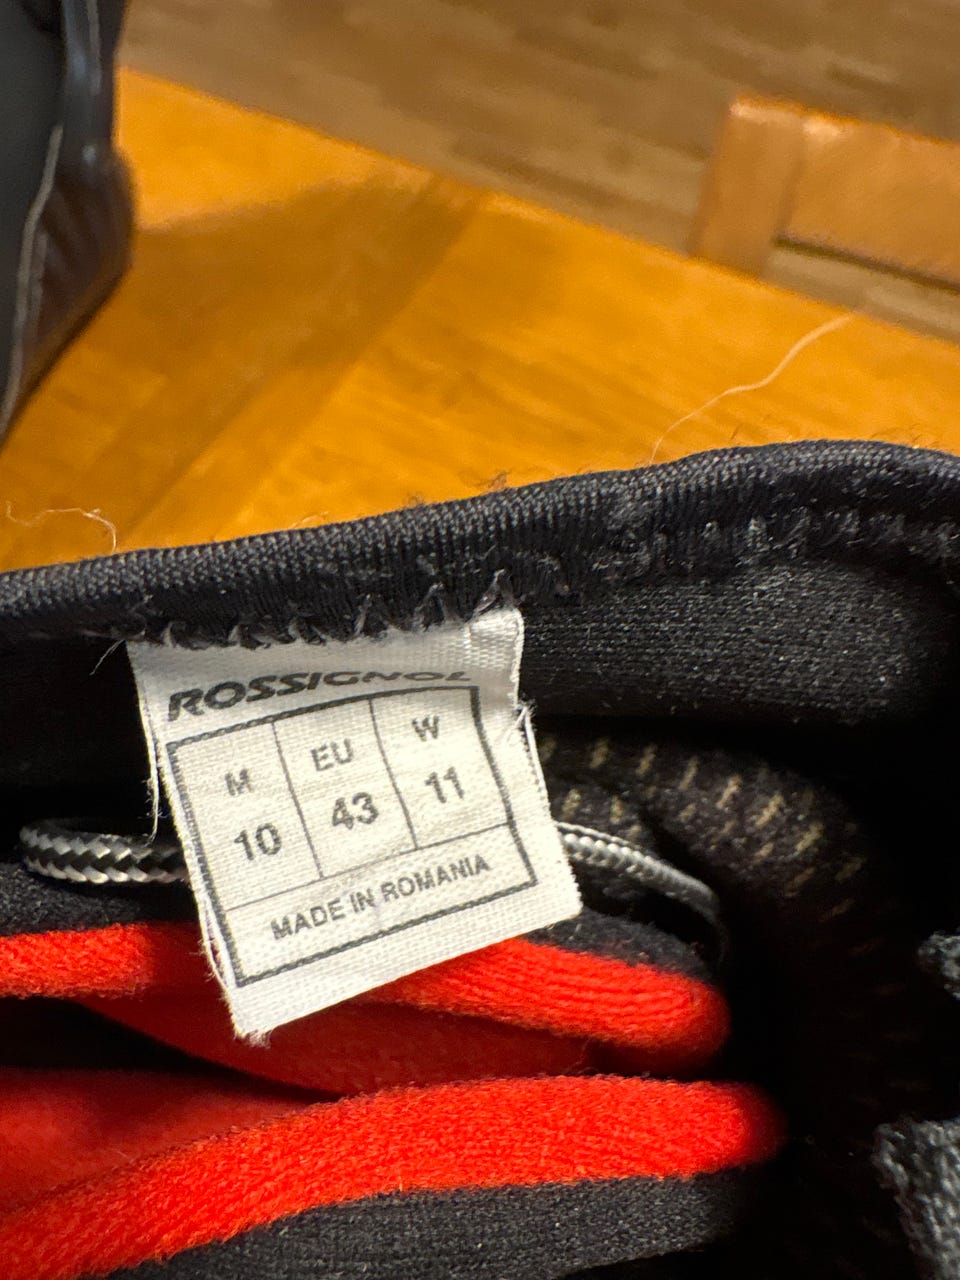 ROSSIGNOL
M EU W
10 43 11
MADE IN ROMANIA